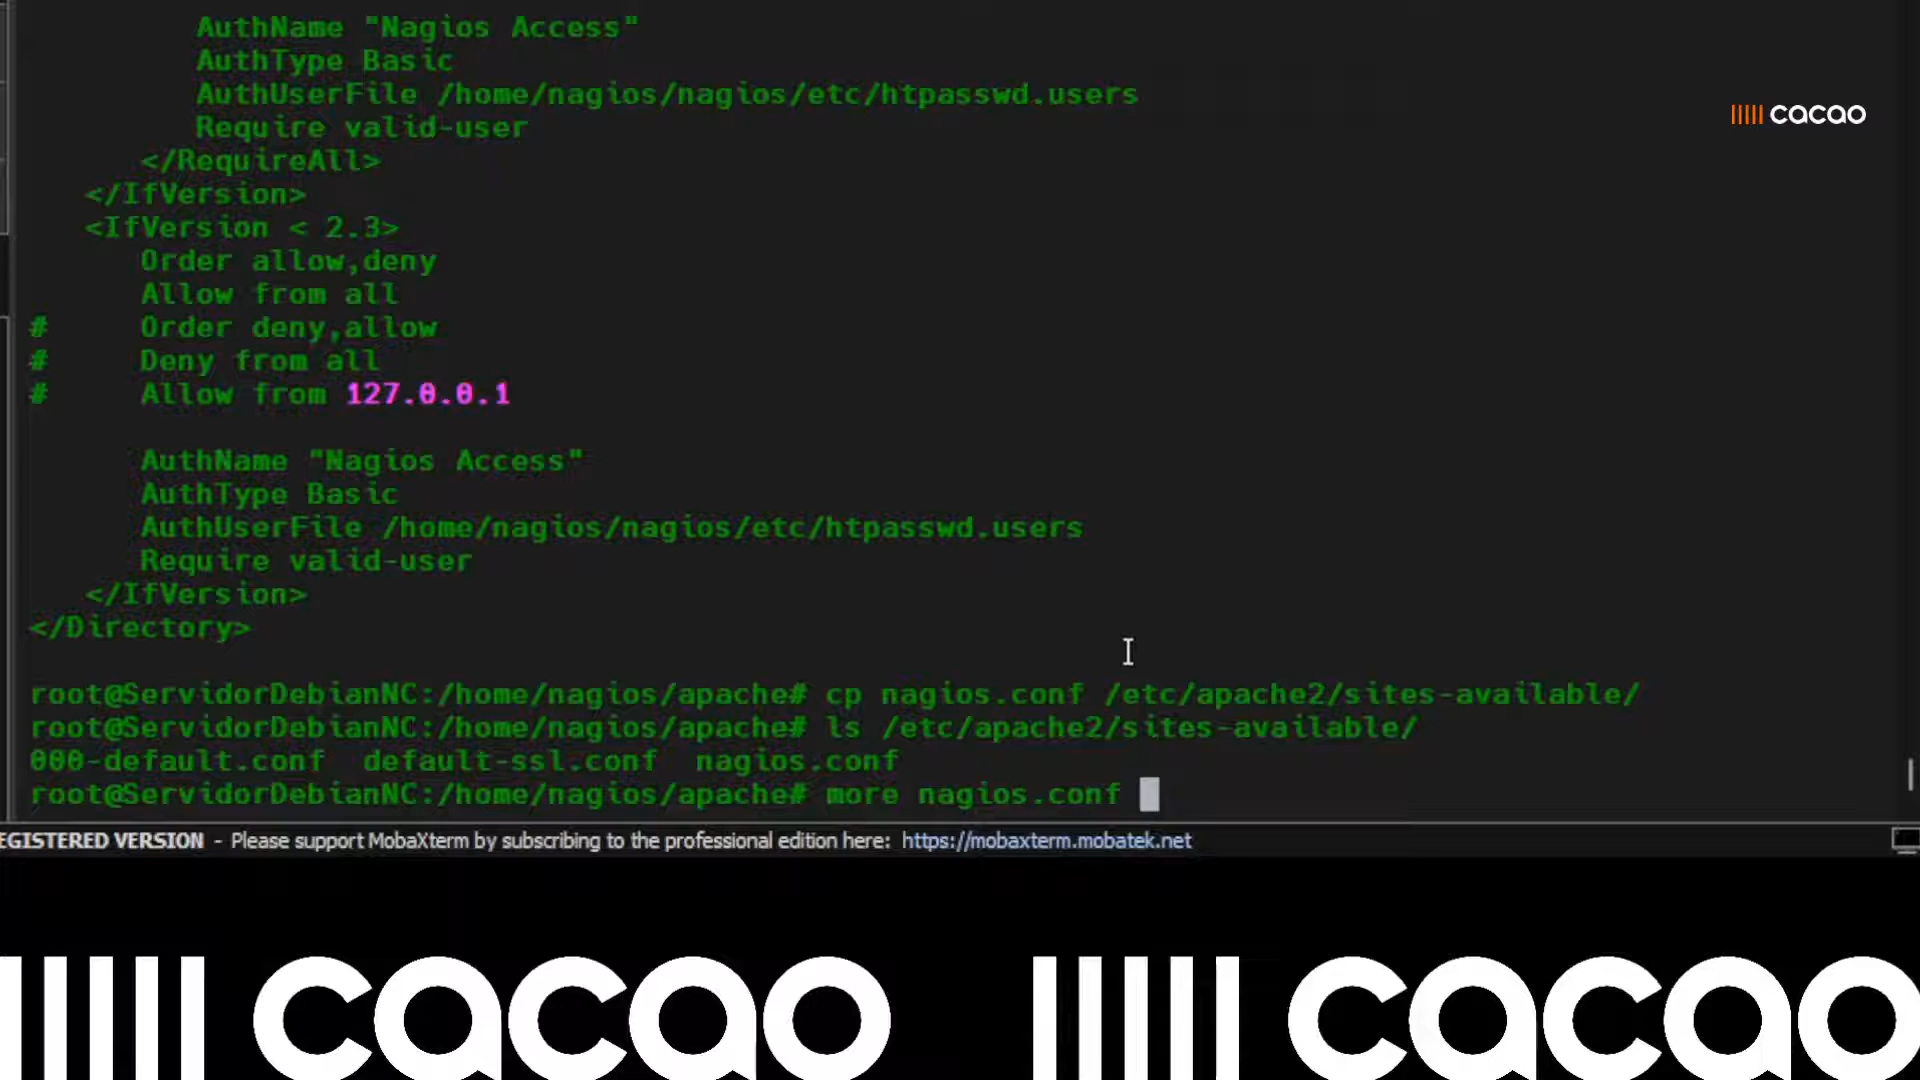 AuthName "Nagios Access"
AuthType Basic
AuthUserFile /home/nagios/nagios/etc/htpasswd.users
cacao
Require valid-user
</RequireAll>
</IfVersion>
<IfVersion < 2.3>
Order allow,deny
Allow from all
# Order deny,allow
# Deny from all
# Allow from 127.0.0.1
AuthName "Nagios Access"
AuthType Basic
AuthUserFile /home/nagios/nagios/etc/htpasswd.users
Require valid-user
</IfVersion>
</Directory>
root@ServidorDebianNC:/home/nagios/apache# cp nagios.conf /etc/apache2/sites-available/
root@ServidorDebianNC:/home/nagios/apache# ls /etc/apache2/sites-available/
000-default.conf default-ssl.conf nagios.conf
root@ServidorDebianNC:/home/nagios/apache# more nagios.conf
EGISTERED VERSION - Please support MobaXterm by subscribing to the professional edition here: https://mobaxterm.mobatek.net
cacao cacao